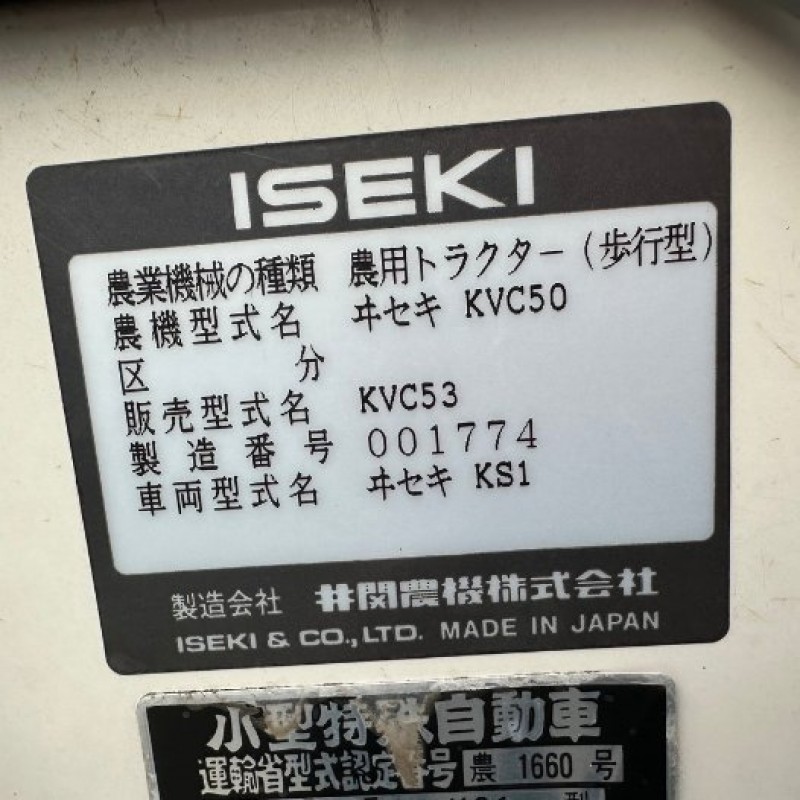 ISEKI
農業機械の種類 農用トラクター(歩行型)
農機型式名 ヰセキ KVC50
区分
販売型式名 KVC53
製造番号 001774
車両型式名 ヰセキ KS1
製造会社 井関農機株式会社
ISEKI & CO.,LTD. MADE IN JAPAN
小型特殊自動車
運輸省型式認定番号 農 1660 号